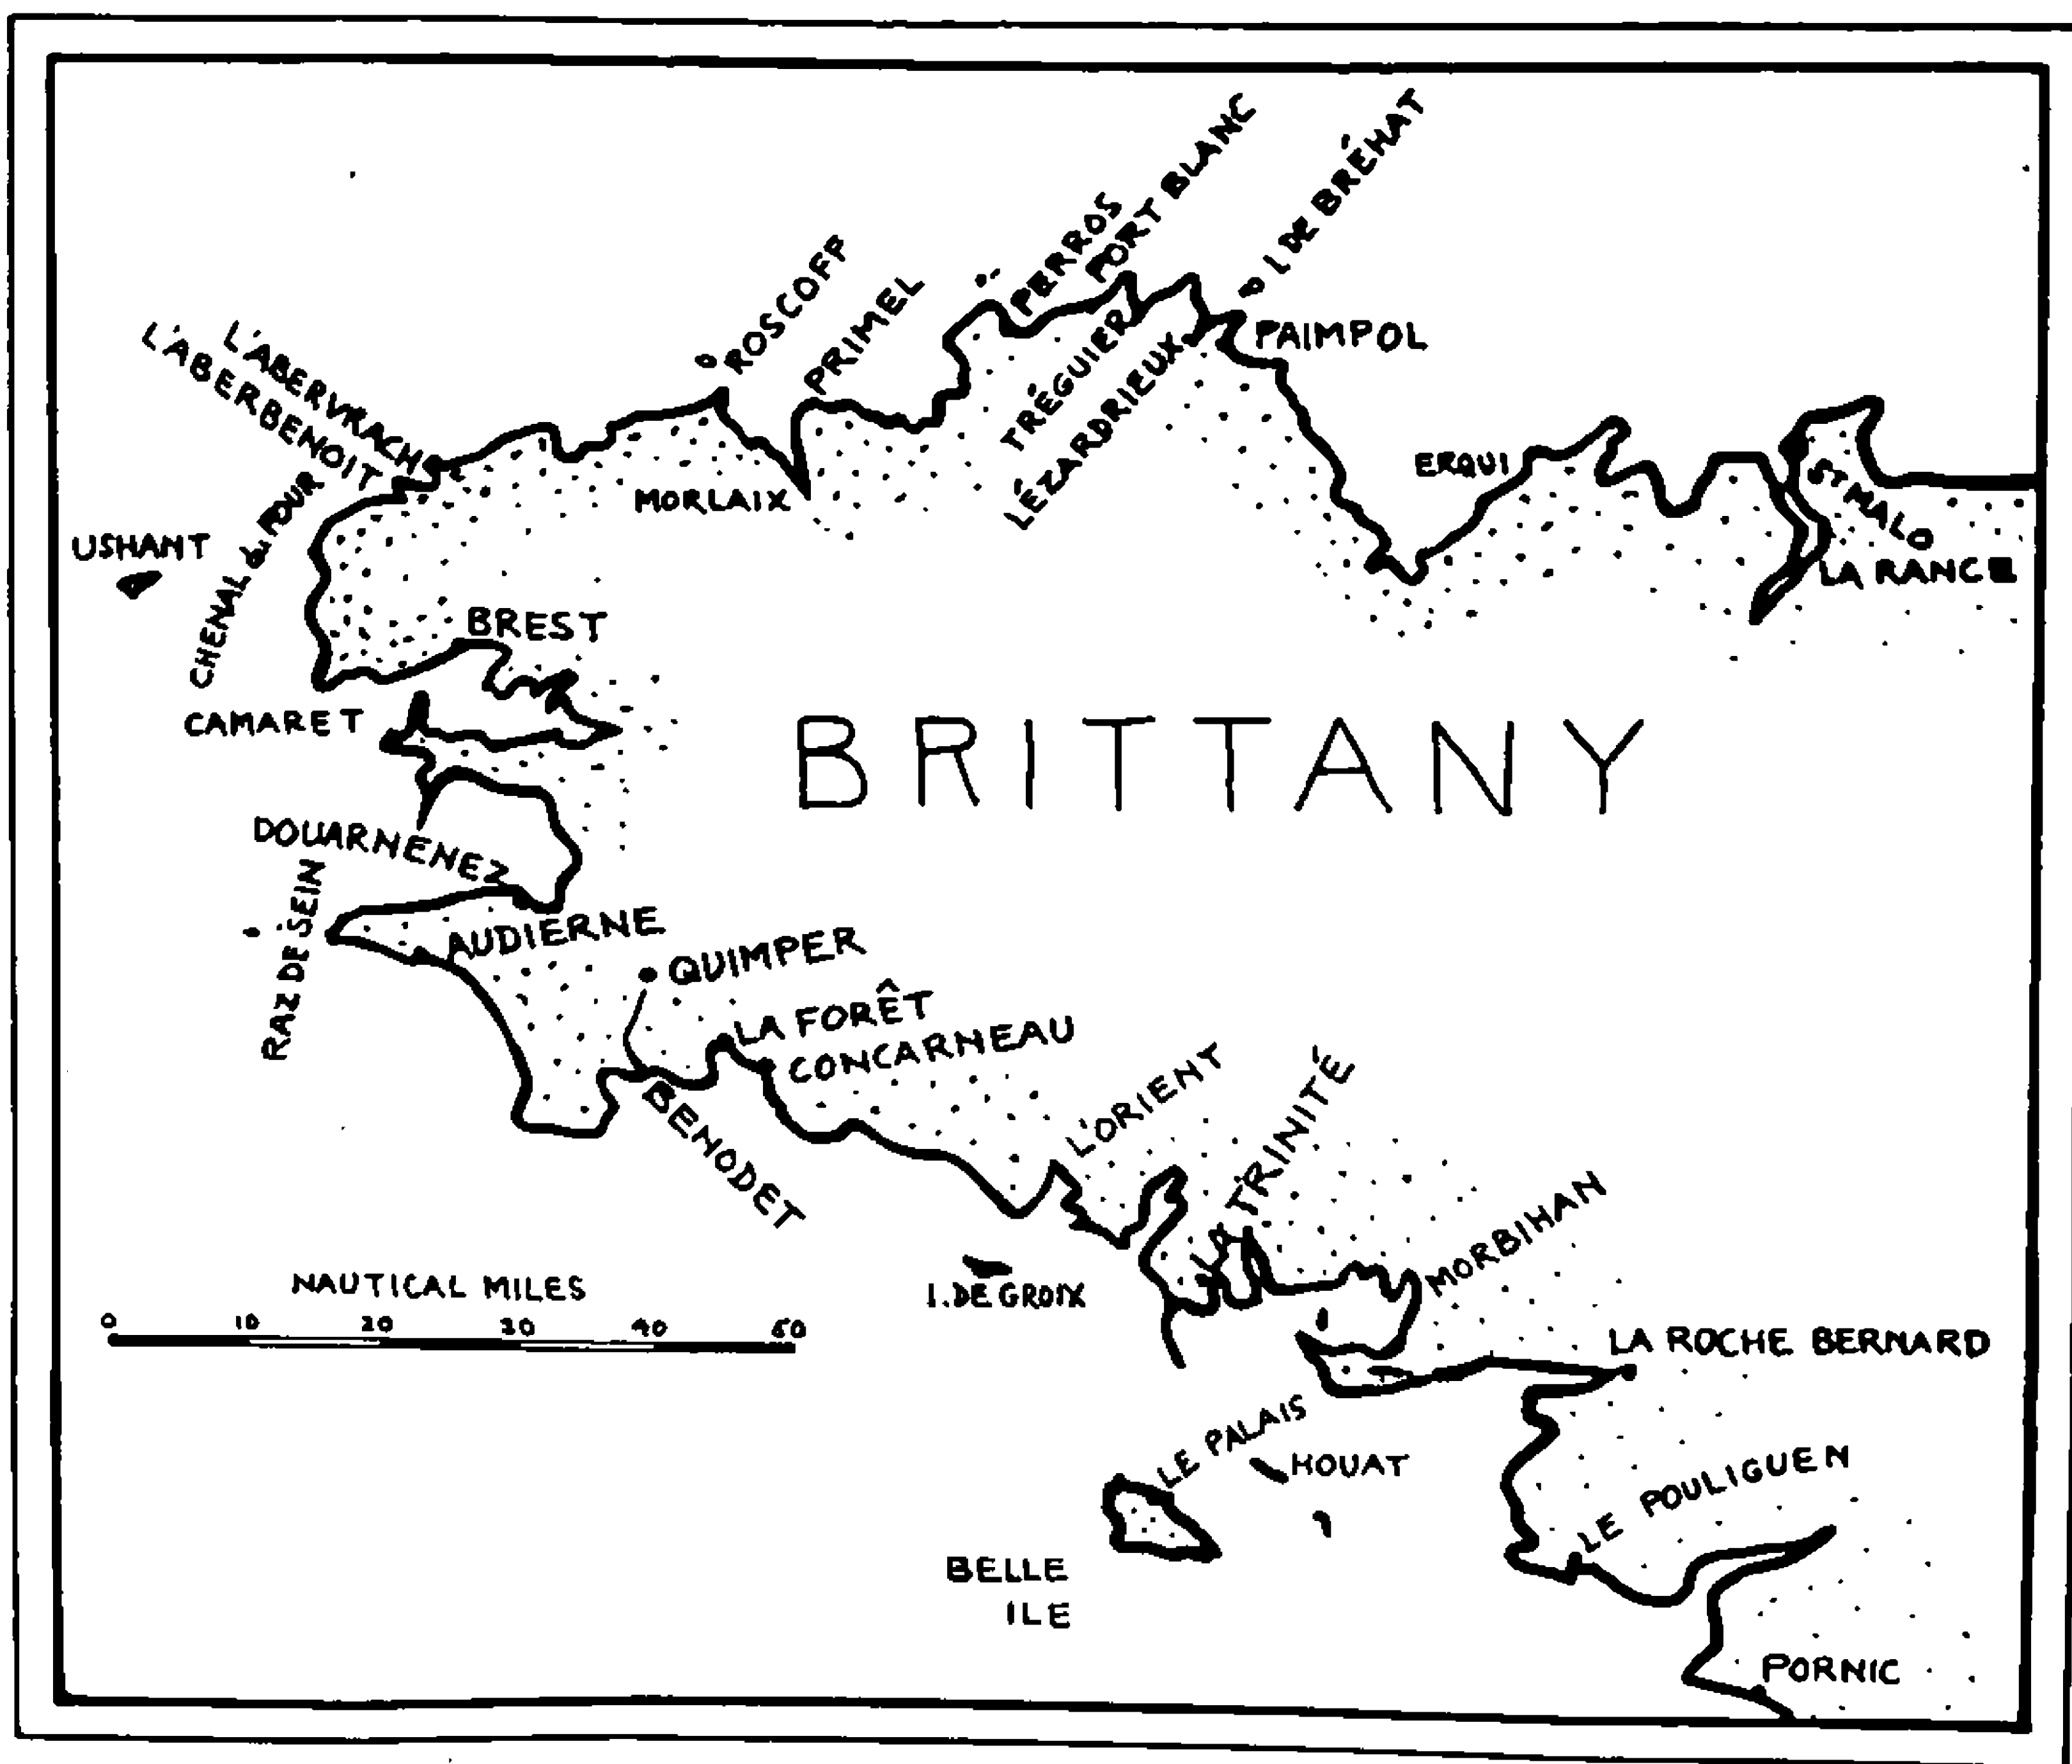 PORT BLANC
I. DE BRÉHAT
PERROS
ROSCOFF
PRIMEL
PAIMPOL
TRÉGUIER
LÉZARDRIEUX
L'ABERVRACH
L'ABERBENOIT
CHENAL du FOUR
MORLAIX
ERQUI
ST MALO
LA RANCE
USHANT
BREST
CAMARET
BRITTANY
DOUARNENEZ
RAZ DE SEIN
AUDIERNE
QUIMPER
LA FORÊT
CONCARNEAU
BENODET
L'ORIENT
LA TRINITÉ
MORBIHAN
I. DE GROIX
NAUTICAL MILES
0 10 20 30 40 50
LA ROCHE BERNARD
LE PALAIS
HOUAT
LE POULIGUEN
BELLE
ILE
PORNIC